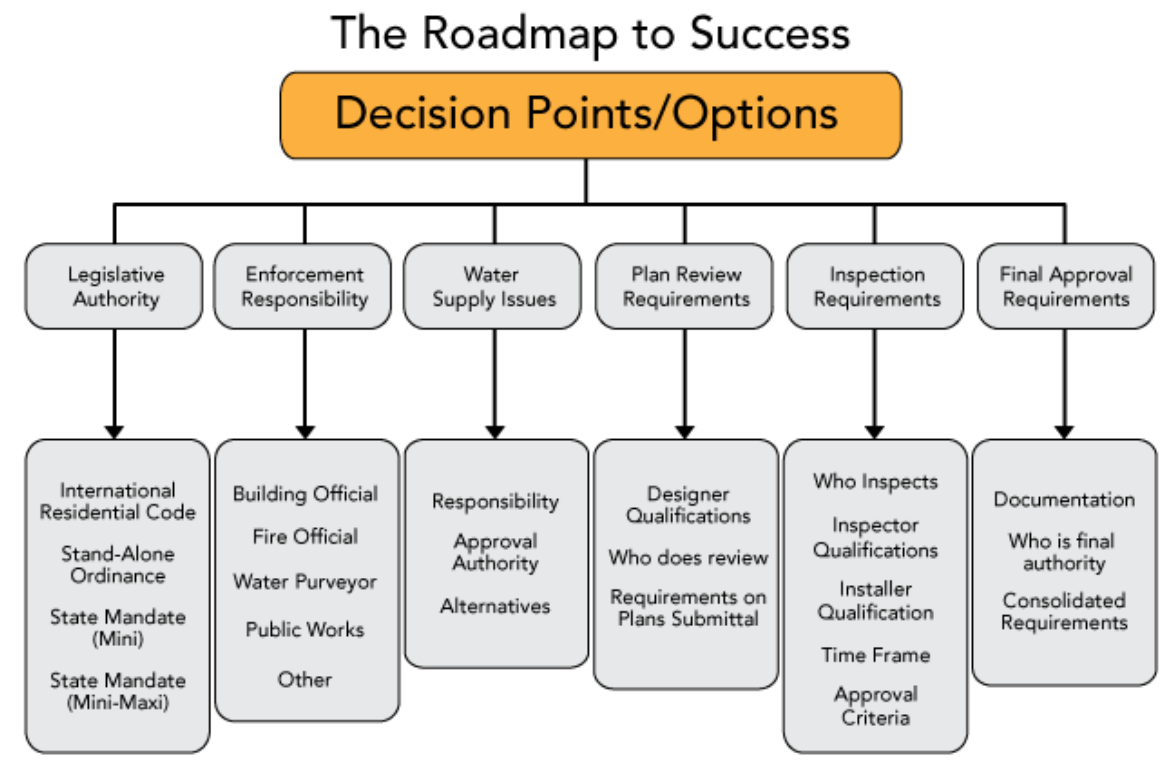 The Roadmap to Success
Decision Points/Options
Legislative
Authority
Enforcement
Responsibility
Water
Supply Issues
Plan Review
Requirements
Inspection
Requirements
Final Approval
Requirements
International
Residential Code
Stand-Alone
Ordinance
State Mandate
(Mini)
State Mandate
(Mini-Maxi)
Building Official
Fire Official
Water Purveyor
Public Works
Other
Responsibility
Approval
Authority
Alternatives
Designer
Qualifications
Who does review
Requirements on
Plans Submittal
Who Inspects
Inspector
Qualifications
Installer
Qualification
Time Frame
Approval
Criteria
Documentation
Who is final
authority
Consolidated
Requirements